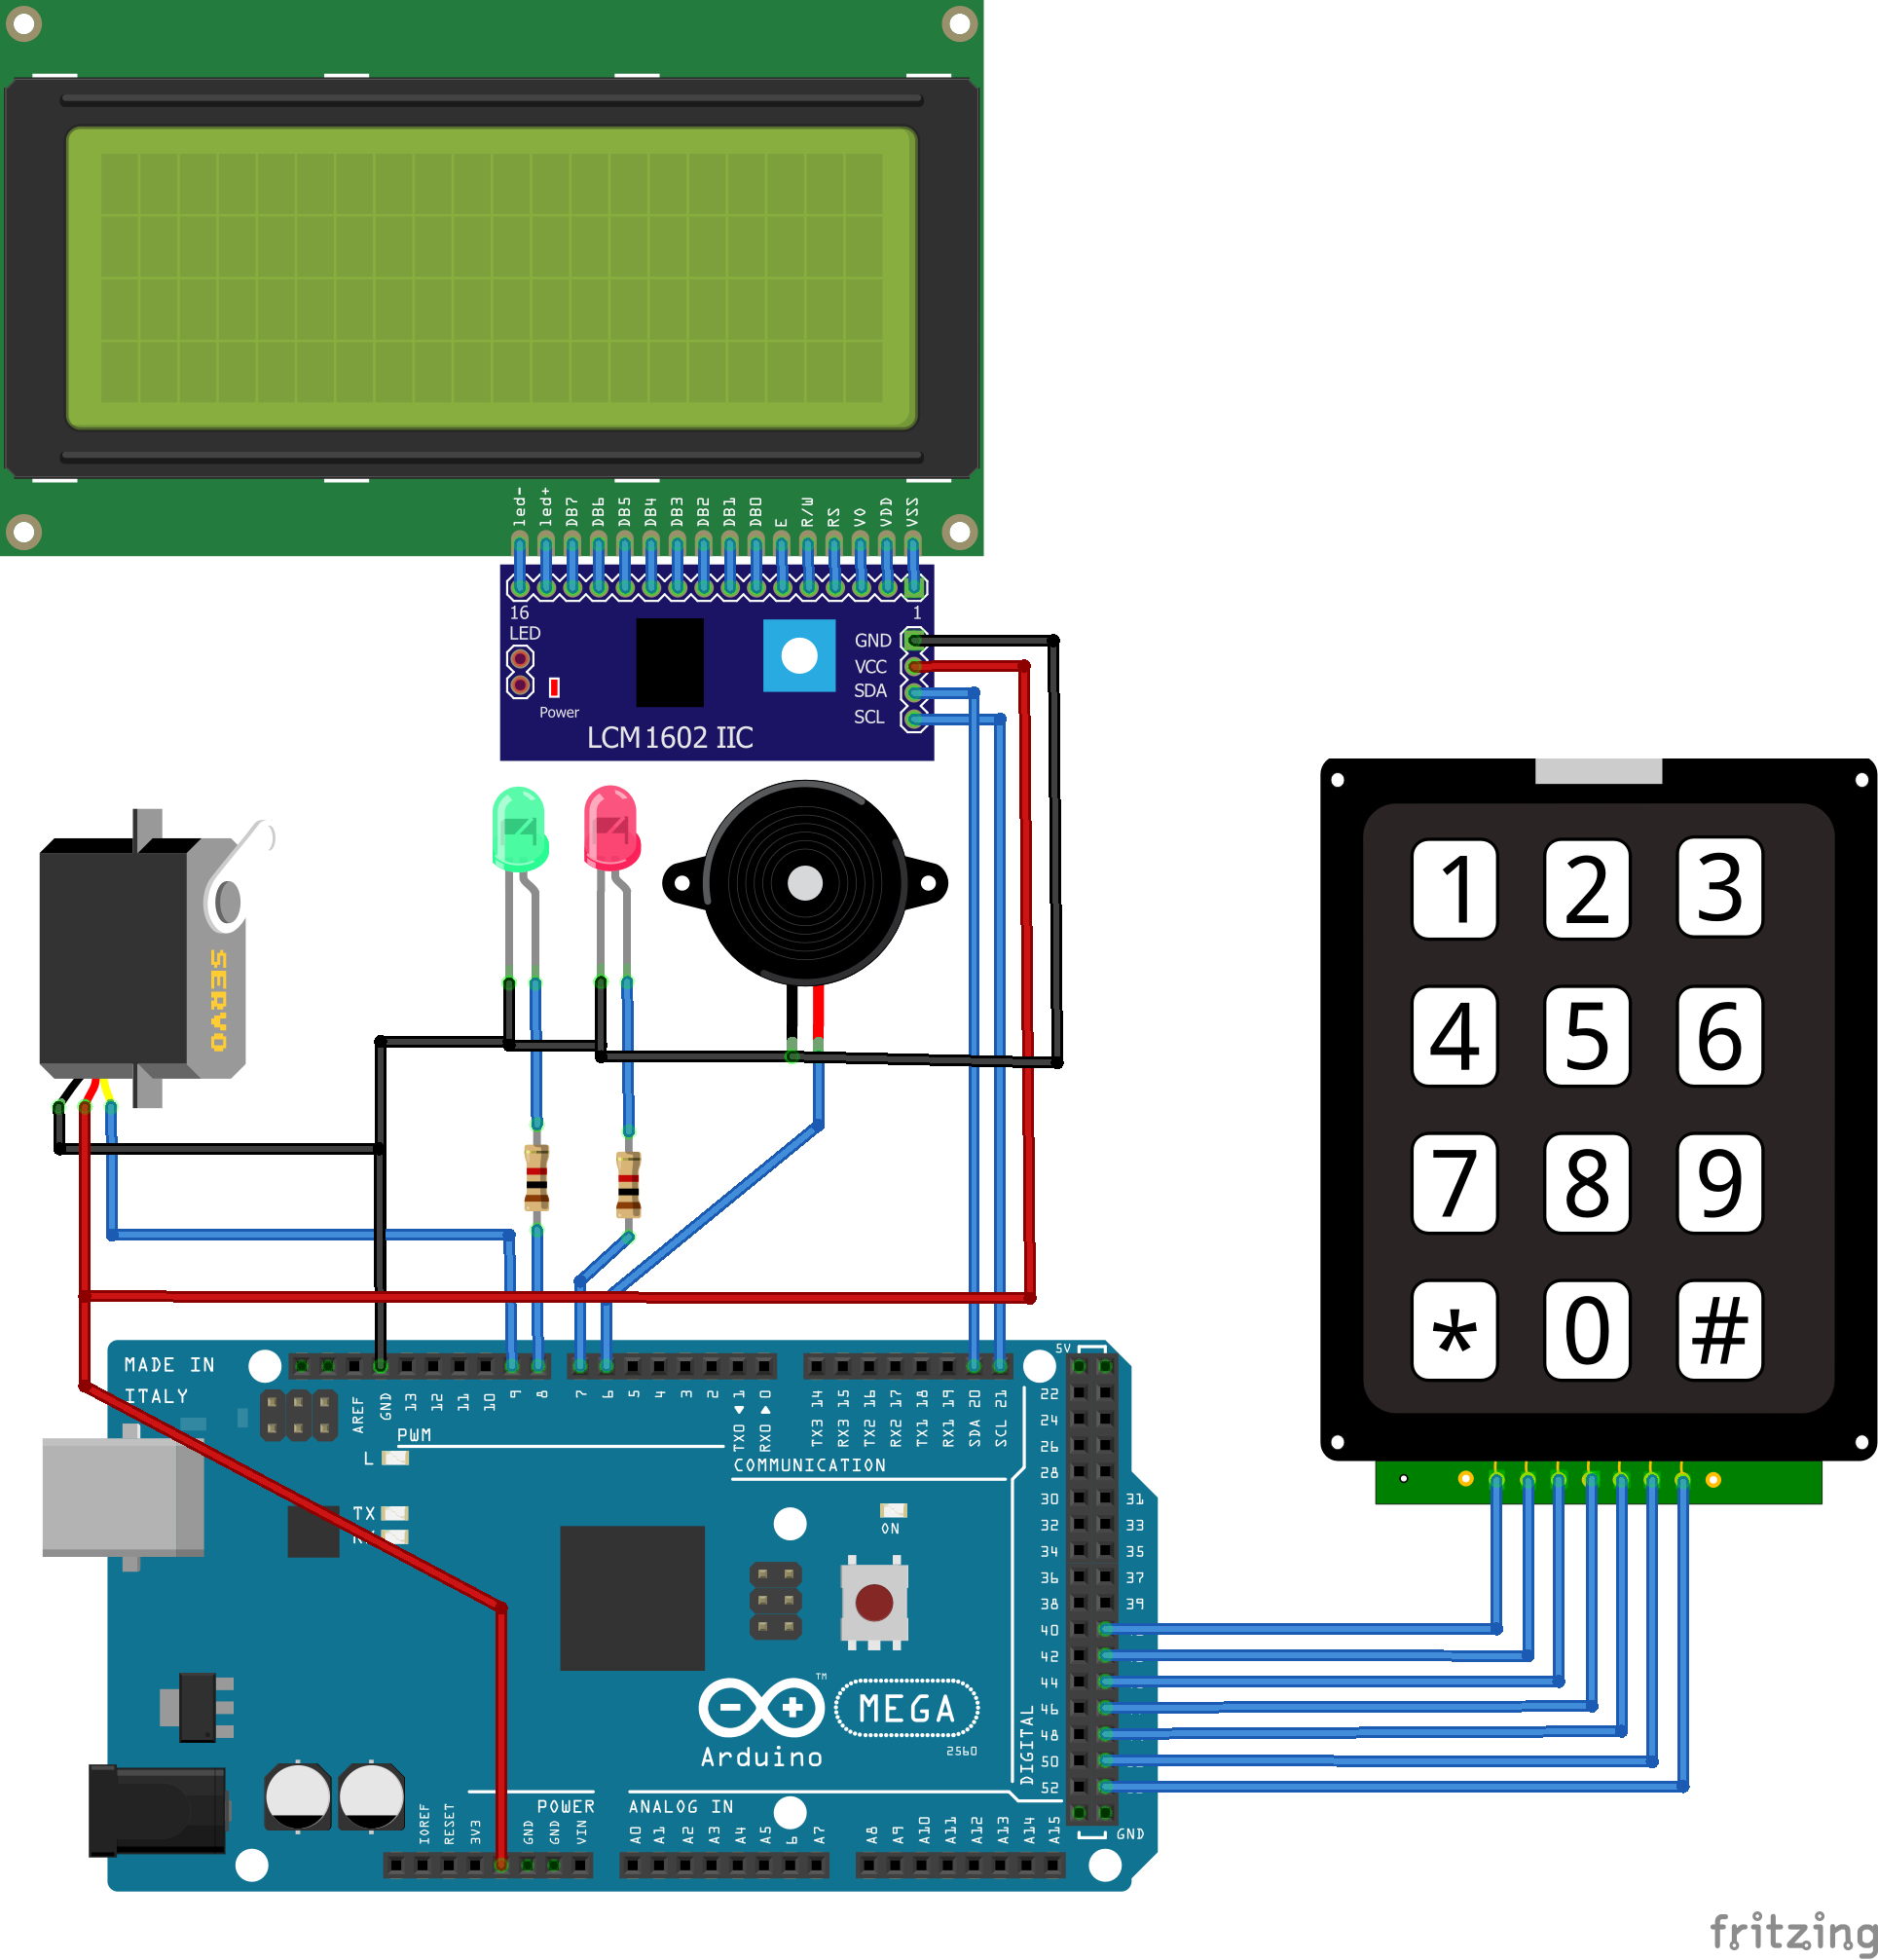 led-
led+
DB7
DB6
DB5
DB4
DB3
DB2
DB1
DB0
E
R/W
RS
V0
VDD
VSS
16
1
LED
GND
VCC
SDA
SCL
Power
LCM1602 IIC
SERVO
1 2 3
4 5 6
7 8 9
* 0 #
MADE IN
ITALY
AREF
GND
13
12
11
10
9
8
7
6
5
4
3
2
TX0 1
RX0 0
TX3 14
RX3 15
TX2 16
RX2 17
TX1 18
RX1 19
SDA 20
SCL 21
5V
PWM
COMMUNICATION
L
TX
ON
22
24
26
28
30 31
32 33
34 35
36 37
38 39
40
42
44
46
48
50
52
GND
DIGITAL
MEGA
TM
Arduino
2560
POWER
ANALOG IN
IOREF
RESET
3V3
GND
GND
VIN
A0
A1
A2
A3
A4
A5
6
A7
A8
A9
A10
A11
A12
A13
A14
A15
fritzing